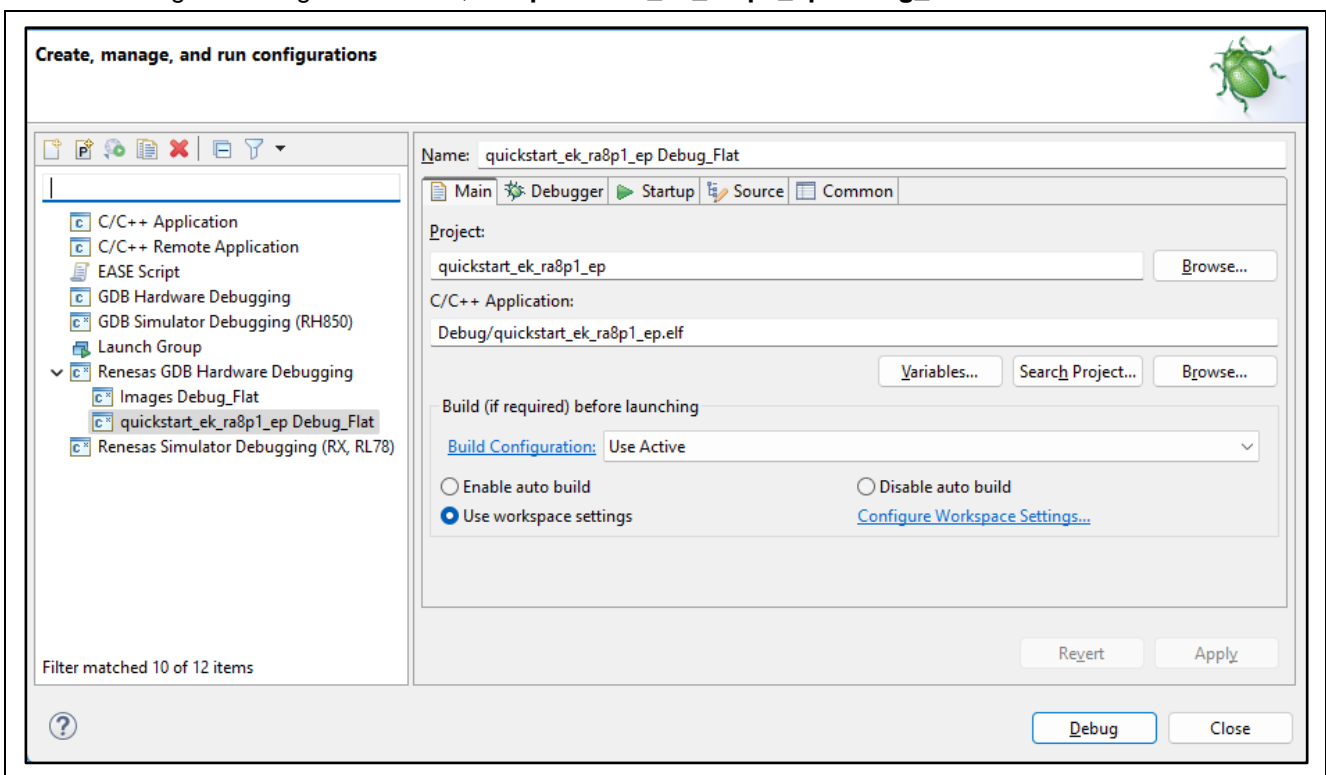 Create, manage, and run configurations
Name: quickstart_ek_ra8p1_ep Debug_Flat
Main Debugger Startup Source Common
C/C++ Application
C/C++ Remote Application
EASE Script
GDB Hardware Debugging
GDB Simulator Debugging (RH850)
Launch Group
Renesas GDB Hardware Debugging
Images Debug_Flat
quickstart_ek_ra8p1_ep Debug_Flat
Renesas Simulator Debugging (RX, RL78)
Filter matched 10 of 12 items
Project:
quickstart_ek_ra8p1_ep
Browse...
C/C++ Application:
Debug/quickstart_ek_ra8p1_ep.elf
Variables... Search Project... Browse...
Build (if required) before launching
Build Configuration: Use Active
Enable auto build Disable auto build
Use workspace settings Configure Workspace Settings...
Revert Apply
Debug Close